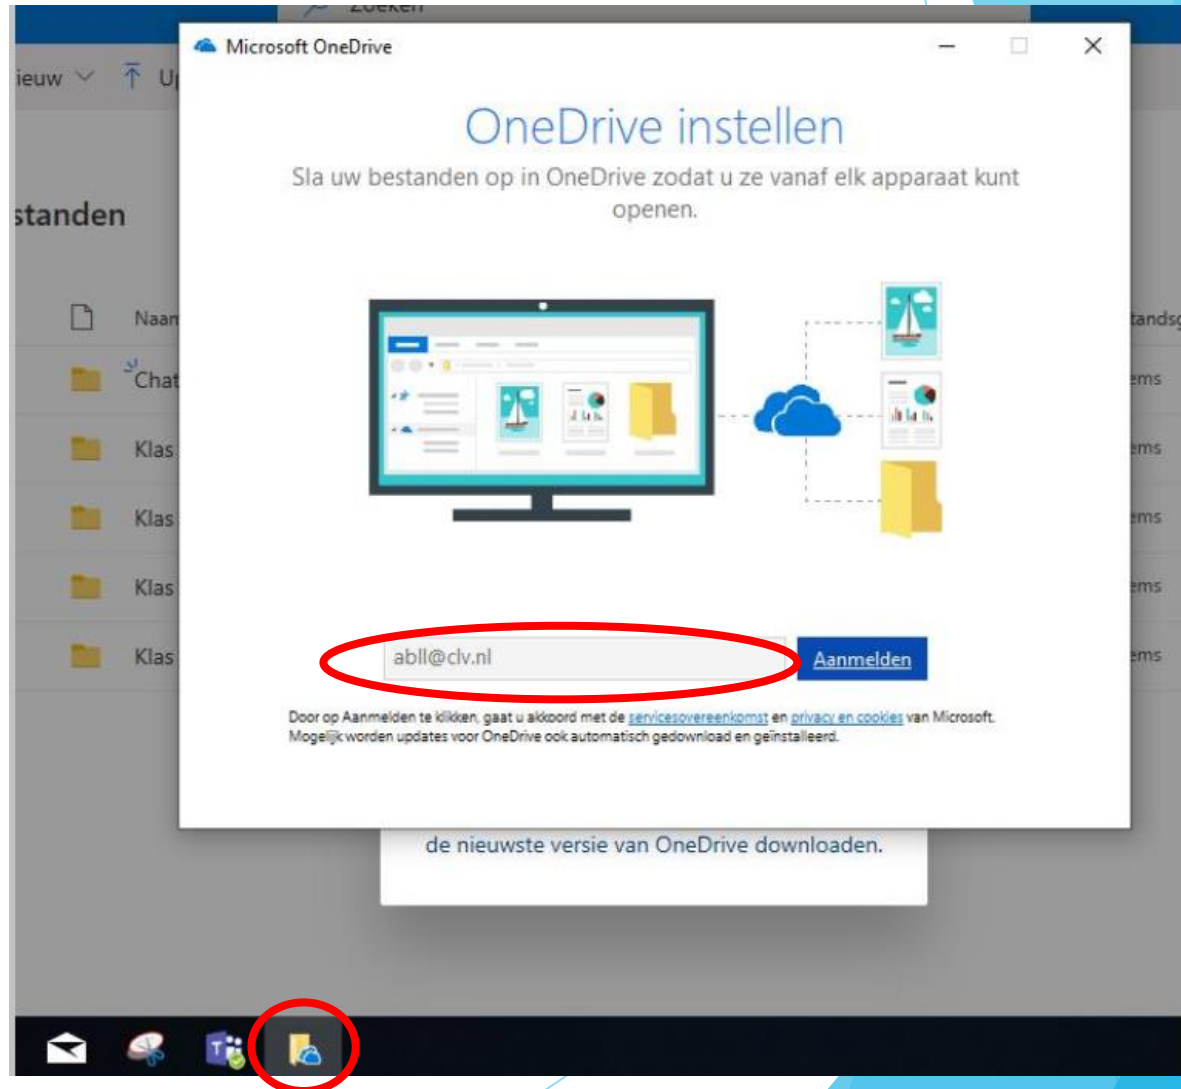 Zoeken
Microsoft OneDrive
ieuw
Up
OneDrive instellen
Sla uw bestanden op in OneDrive zodat u ze vanaf elk apparaat kunt
openen.
standen
Naam
tandsg
Chat
ems
Klas
ems
Klas
ems
Klas
ems
Klas
ems
abll@clv.nl
Aanmelden
Door op Aanmelden te klikken, gaat u akkoord met de servicesovereenkomst en privacy en cookies van Microsoft.
Mogelijk worden updates voor OneDrive ook automatisch gedownload en geïnstalleerd.
de nieuwste versie van OneDrive downloaden.
T